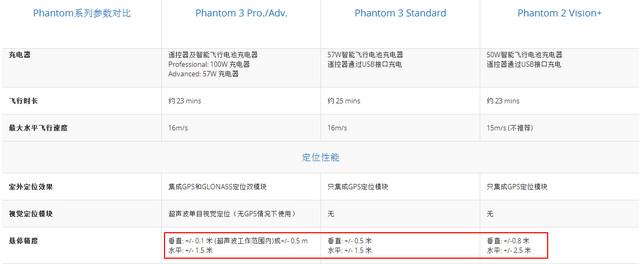 Phantom系列参数对比 Phantom 3 Pro./Adv. Phantom 3 Standard Phantom 2 Vision+
充电器 遥控器及智能飞行电池充电器 57W智能飞行电池充电器 50W智能飞行电池充电器
Professional: 100W 充电器 遥控器通过USB接口充电 遥控器通过USB接口充电
Advanced: 57W 充电器
飞行时长 约 23 mins 约 25 mins 约 23 mins
最大水平飞行速度 16m/s 16m/s 15m/s (不推荐)
定位性能
室外定位效果 集成GPS和GLONASS定位双模块 只集成GPS定位模块 只集成GPS定位模块
视觉定位模块 超声波单目视觉定位（无GPS情况下使用） 无 无
悬停精度 垂直: +/- 0.1 米 (超声波工作范围内)或+/- 0.5 m 垂直: +/- 0.5 米 垂直: +/-0.8 米
水平: +/- 1.5 米 水平: +/- 1.5 米 水平: +/- 2.5 米